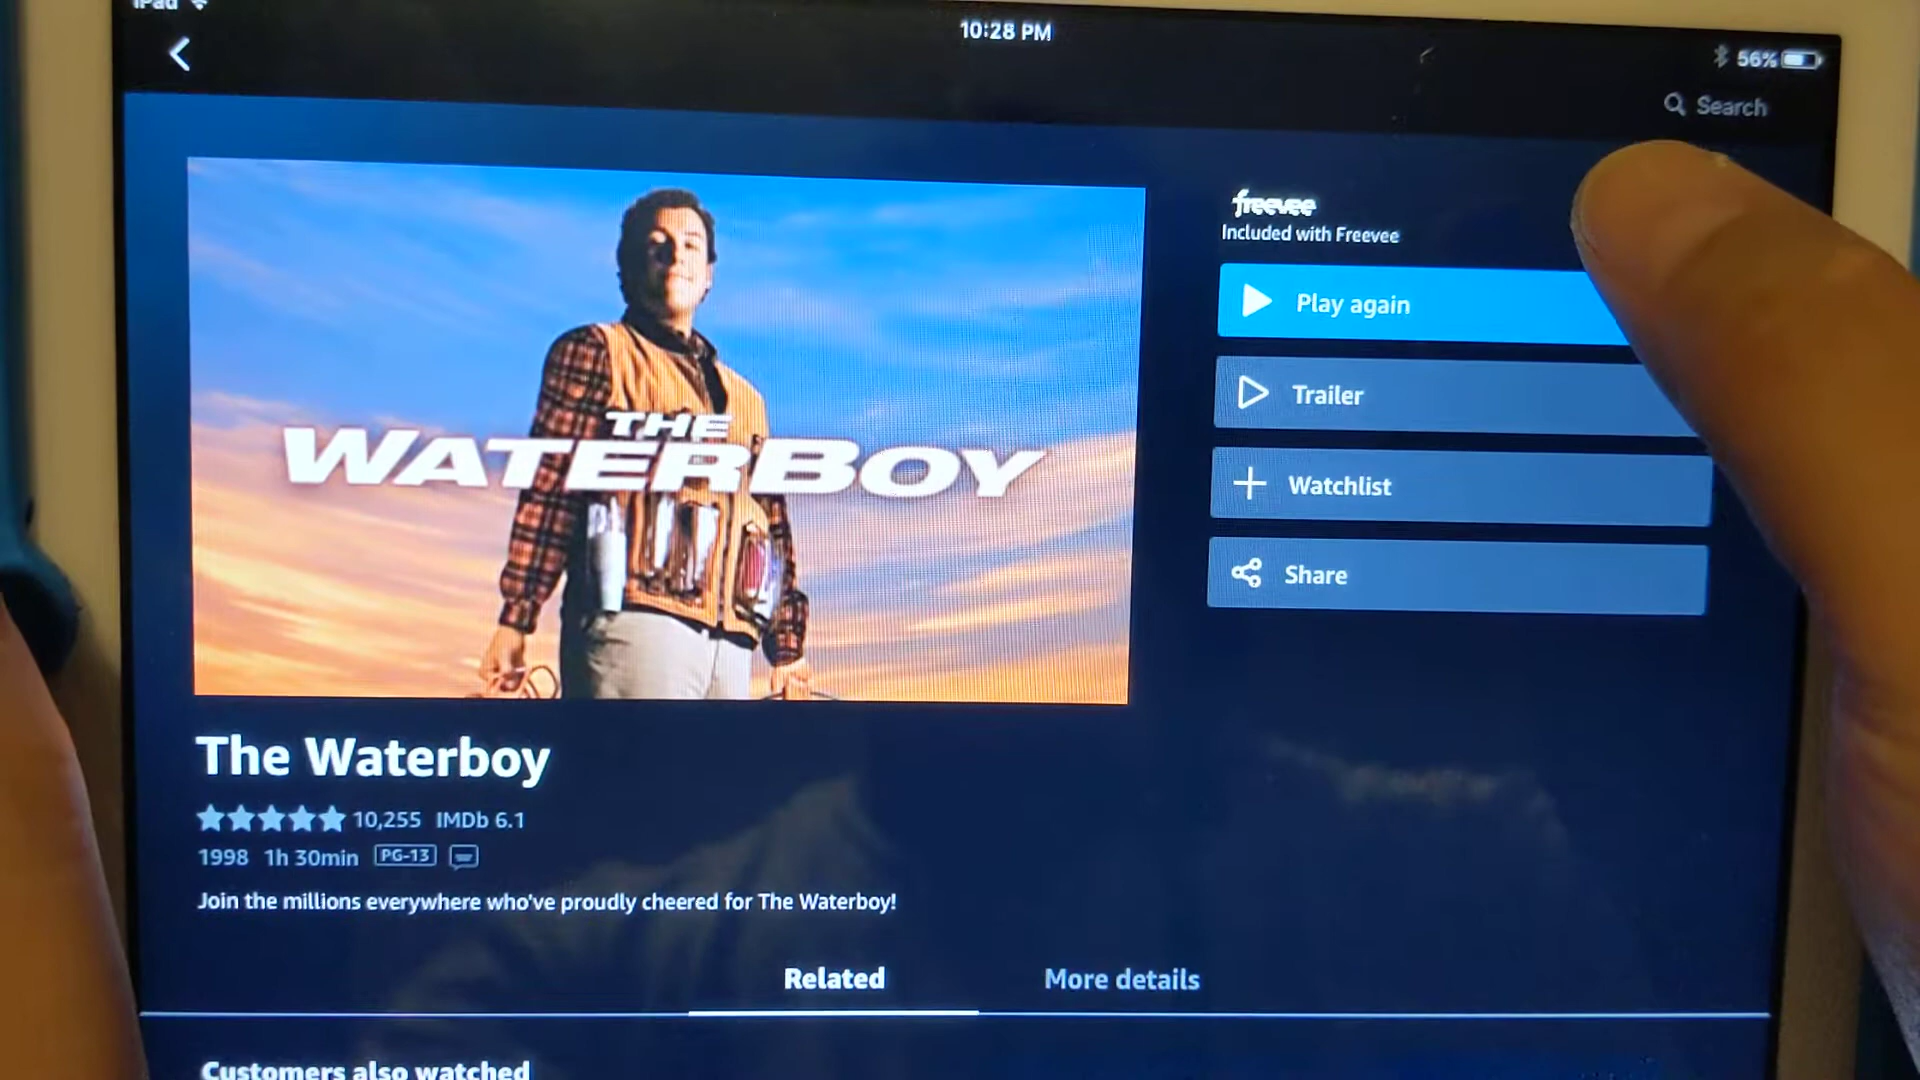 iPad
10:28 PM
56%
Search
freevee
Included with Freevee
Play again
Trailer
Watchlist
Share
THE
WATERBOY
The Waterboy
10,255 IMDb 6.1
1998 1h 30min PG-13
Join the millions everywhere who've proudly cheered for The Waterboy!
Related More details
Customers also watched